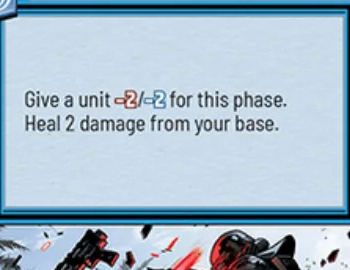 Give a unit -2/-2 for this phase.
Heal 2 damage from your base.